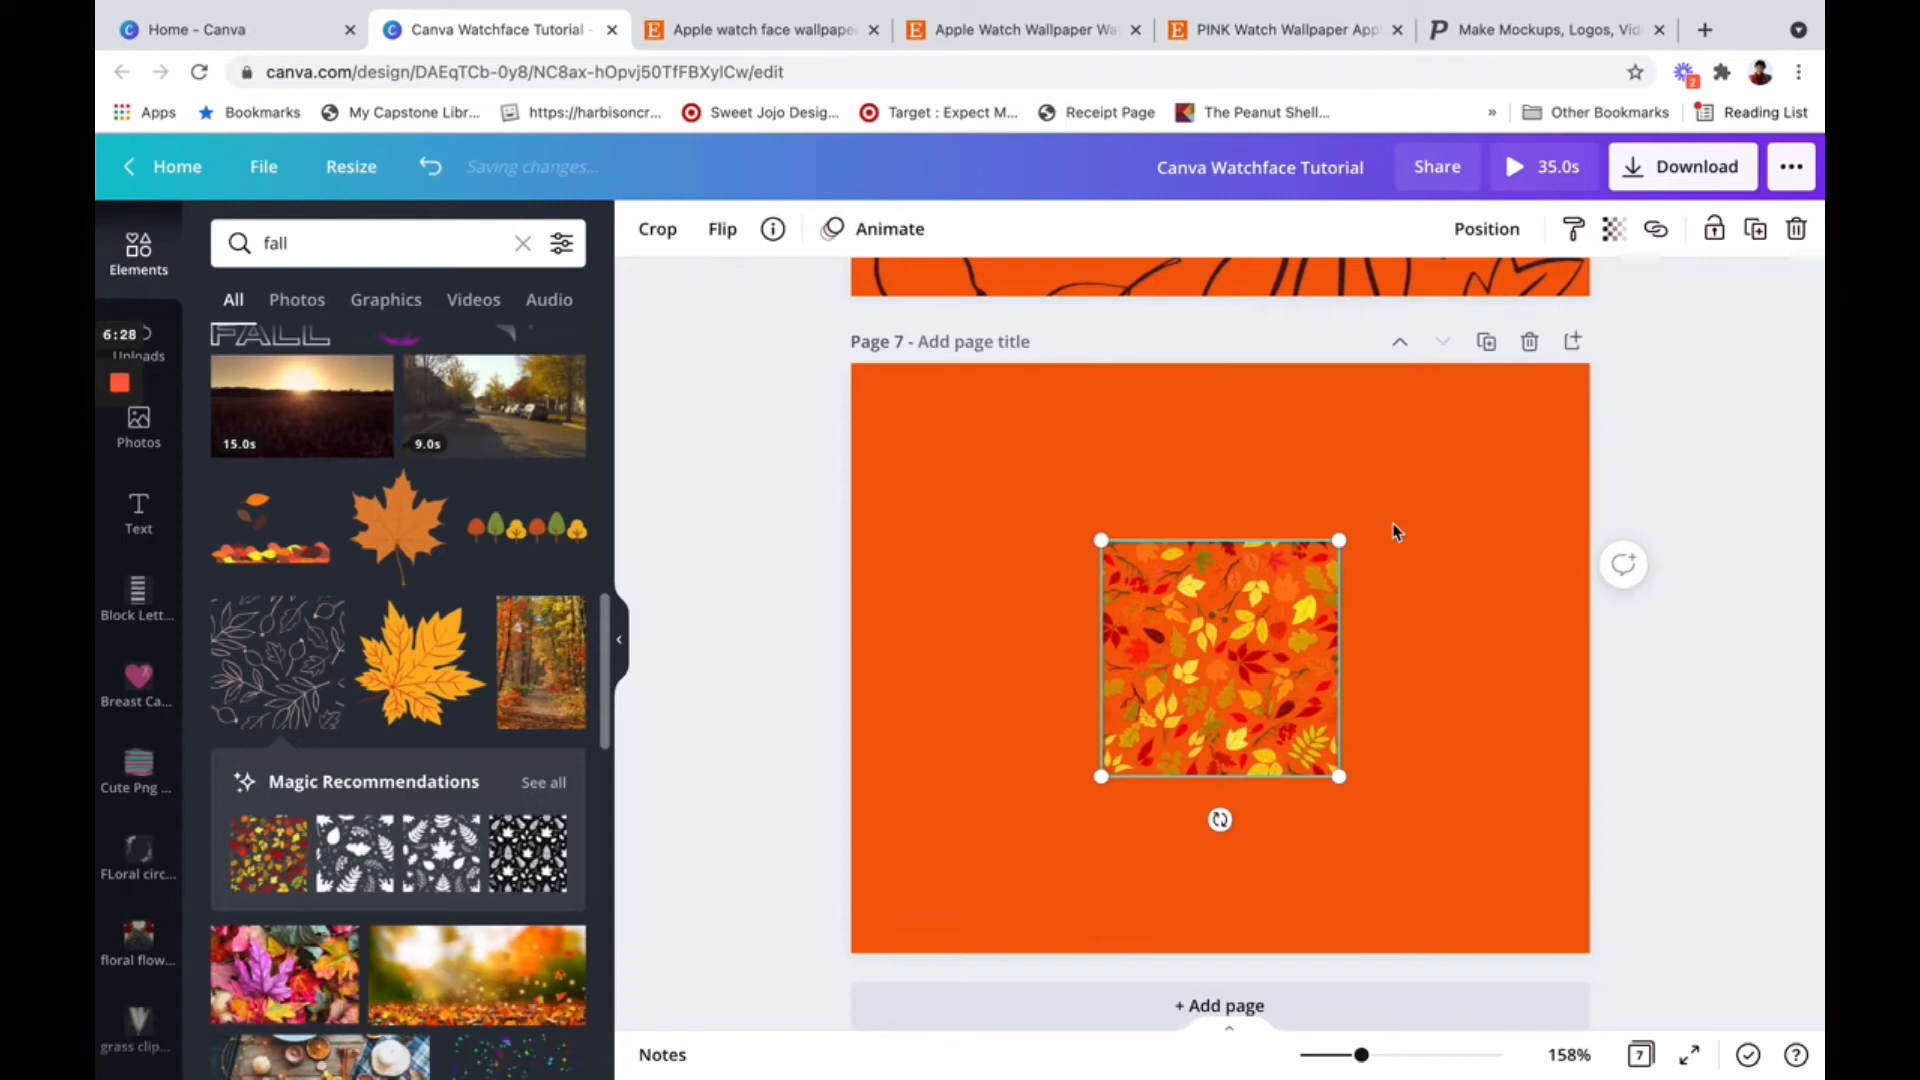 Home - Canva
Canva Watchface Tutorial -
Apple watch face wallpape
Apple Watch Wallpaper Wa
PINK Watch Wallpaper App
Make Mockups, Logos, Vid
canva.com/design/DAEqTCb-0y8/NC8ax-hOpvj50TfFBXylCw/edit
2
Apps
Bookmarks
My Capstone Libr...
https://harbisoncr...
Sweet Jojo Desig...
Target : Expect M...
Receipt Page
The Peanut Shell...
»
Other Bookmarks
Reading List
Home
File
Resize
Saving changes...
Canva Watchface Tutorial
Share
35.0s
Download
Elements
fall
Crop
Flip
Animate
Position
All
Photos
Graphics
Videos
Audio
6:28
Uploads
FALL
Page 7 - Add page title
15.0s
9.0s
Photos
Text
Block Lett...
Breast Ca...
Cute Png ...
FLoral circ...
floral flow...
grass clip...
Magic Recommendations
See all
+ Add page
Notes
158%
7